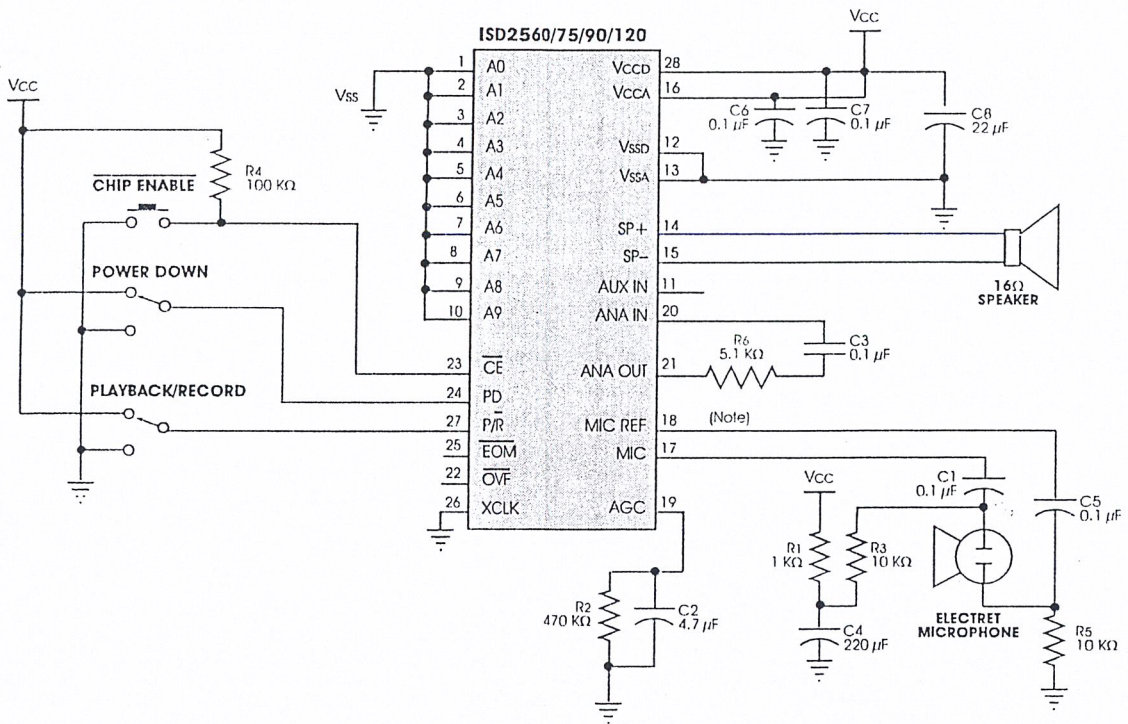 ISD2560/75/90/120
VCC
VSS
VCC
R4
100 KΩ
CHIP ENABLE
POWER DOWN
PLAYBACK/RECORD
1 A0
2 A1
3 A2
4 A3
5 A4
6 A5
7 A6
8 A7
9 A8
10 A9
23 CE
24 PD
27 P/R
25 EOM
22 OVF
26 XCLK
VCCD 28
VCCA 16
VSSD 12
VSSA 13
SP+ 14
SP– 15
AUX IN 11
ANA IN 20
ANA OUT 21
MIC REF 18 (Note)
MIC 17
AGC 19
C6
0.1 µF
C7
0.1 µF
C8
22 µF
16Ω
SPEAKER
R6
5.1 KΩ
C3
0.1 µF
C1
0.1 µF
C5
0.1 µF
VCC
R1
1 KΩ
R3
10 KΩ
C4
220 µF
ELECTRET
MICROPHONE
R5
10 KΩ
R2
470 KΩ
C2
4.7 µF